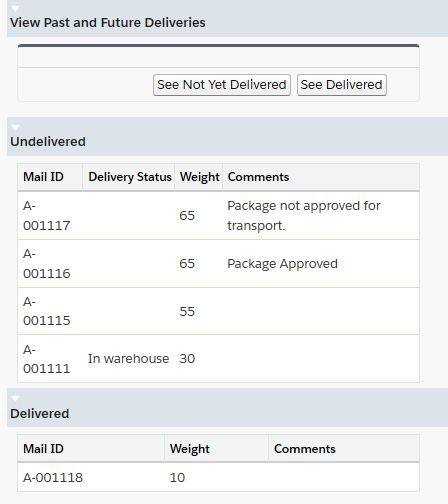 View Past and Future Deliveries
See Not Yet Delivered See Delivered
Undelivered
Mail ID Delivery Status Weight Comments
A-001117 65 Package not approved for
transport.
A-
001116 65 Package Approved
A-
001115 55
A-
001111 In warehouse 30
Delivered
Mail ID Weight Comments
A-001118 10